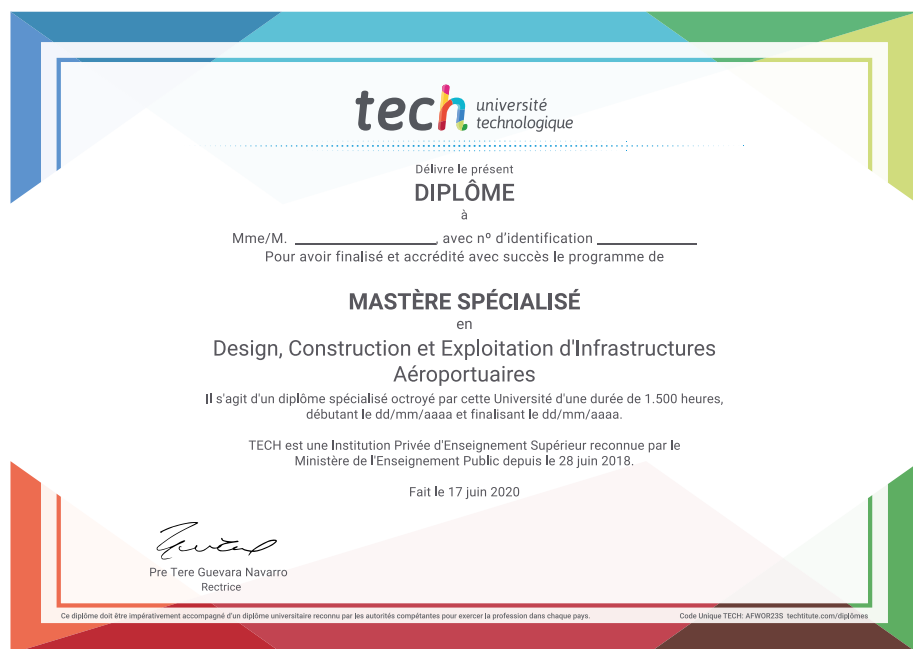 tech université
technologique
Délivre le présent
DIPLÔME
à
Mme/M. ____________________, avec nº d'identification ______________
Pour avoir finalisé et accrédité avec succès le programme de
MASTÈRE SPÉCIALISÉ
en
Design, Construction et Exploitation d'Infrastructures
Aéroportuaires
Il s'agit d'un diplôme spécialisé octroyé par cette Université d'une durée de 1.500 heures,
débutant le dd/mm/aaaa et finalisant le dd/mm/aaaa.
TECH est une Institution Privée d'Enseignement Supérieur reconnue par le
Ministère de l'Enseignement Public depuis le 28 juin 2018.
Fait le 17 juin 2020
Pre Tere Guevara Navarro
Rectrice
Ce diplôme doit être impérativement accompagné d'un diplôme universitaire reconnu par les autorités compétentes pour exercer la profession dans chaque pays.
Code Unique TECH: AFWOR23S techtitute.com/diplômes